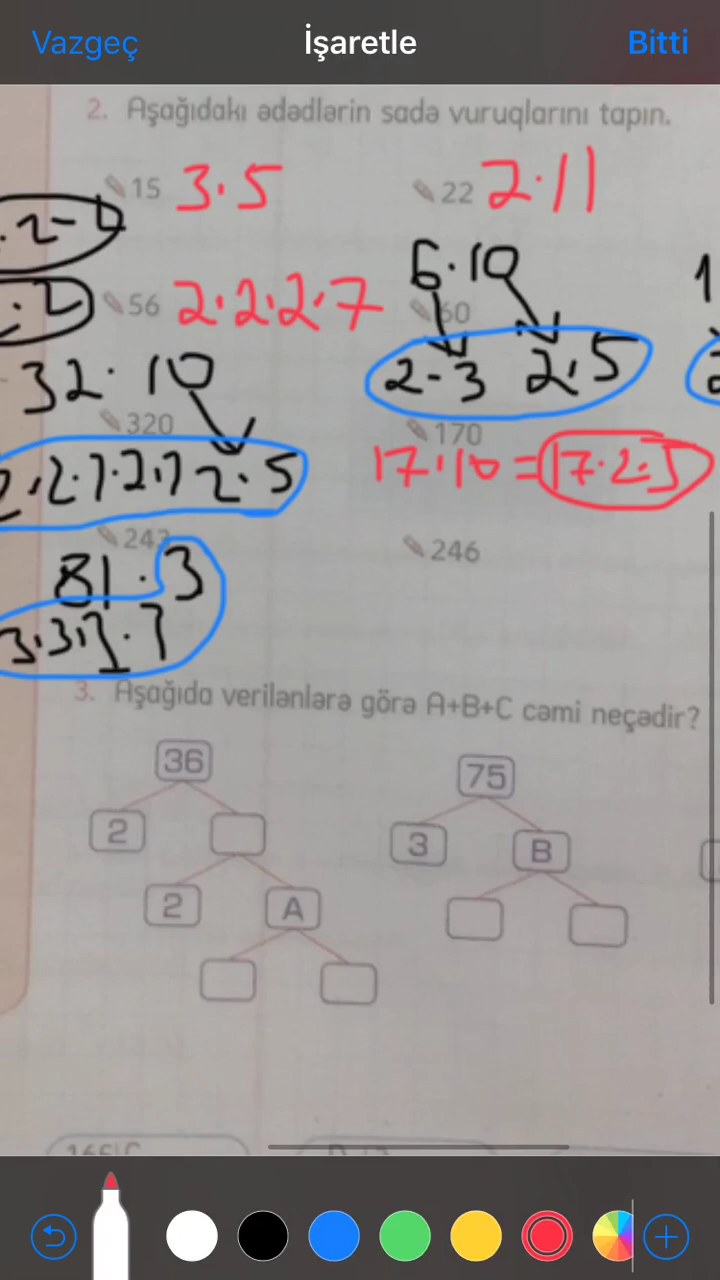 Vazgeç İşaretle Bitti
2. Aşağıdakı ədədlərin sadə vuruqlarını tapın.
15 3·5 22 2·11
6·10
56 2·2·2·7 60
32·10 2-3 2·5
320 170
17·10=17·2·5
2·5
243 246
81·3
3. Aşağıda verilənlərə görə A+B+C cəmi neçədir?
36 75
2 3 B
2 A